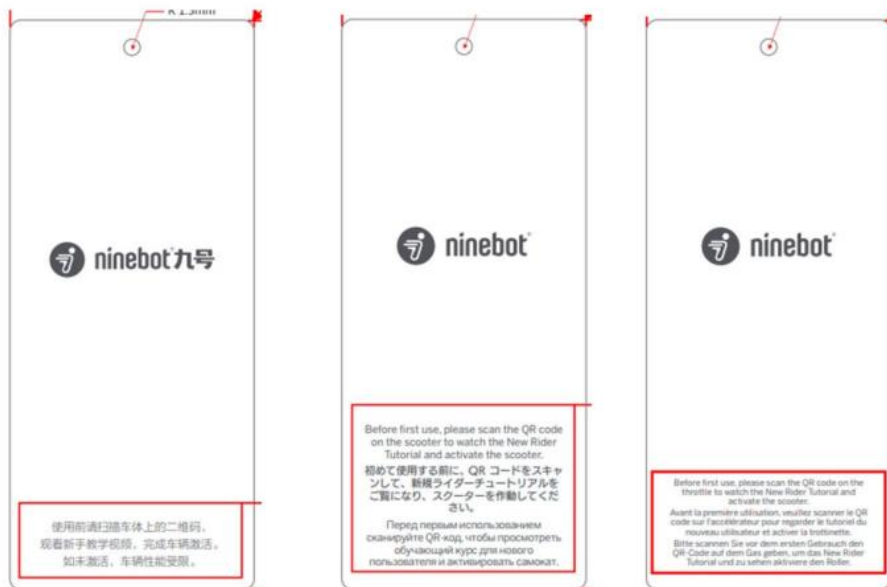 R 1.5mm
ninebot九号
使用前请扫描车体上的二维码，
观看新手教学视频，完成车辆激活。
如未激活，车辆性能受限。
ninebot
Before first use, please scan the QR code
on the scooter to watch the New Rider
Tutorial and activate the scooter.
初めて使用する前に、QR コードをスキャ
ンして、新規ライダーチュートリアルを
ご覧になり、スクーターを作動してくだ
さい。
Перед первым использованием
сканируйте QR-код, чтобы просмотреть
обучающий курс для нового
пользователя и активировать самокат.
ninebot
Before first use, please scan the QR code on the
throttle to watch the New Rider Tutorial and
activate the scooter.
Avant la première utilisation, veuillez scanner le QR
code sur l'accélérateur pour regarder le tutoriel du
nouveau utilisateur et activer la trottinette.
Bitte scannen Sie vor dem ersten Gebrauch den
QR-Code auf dem Gas geben, um das New Rider
Tutorial und zu sehen aktiviere den Roller.